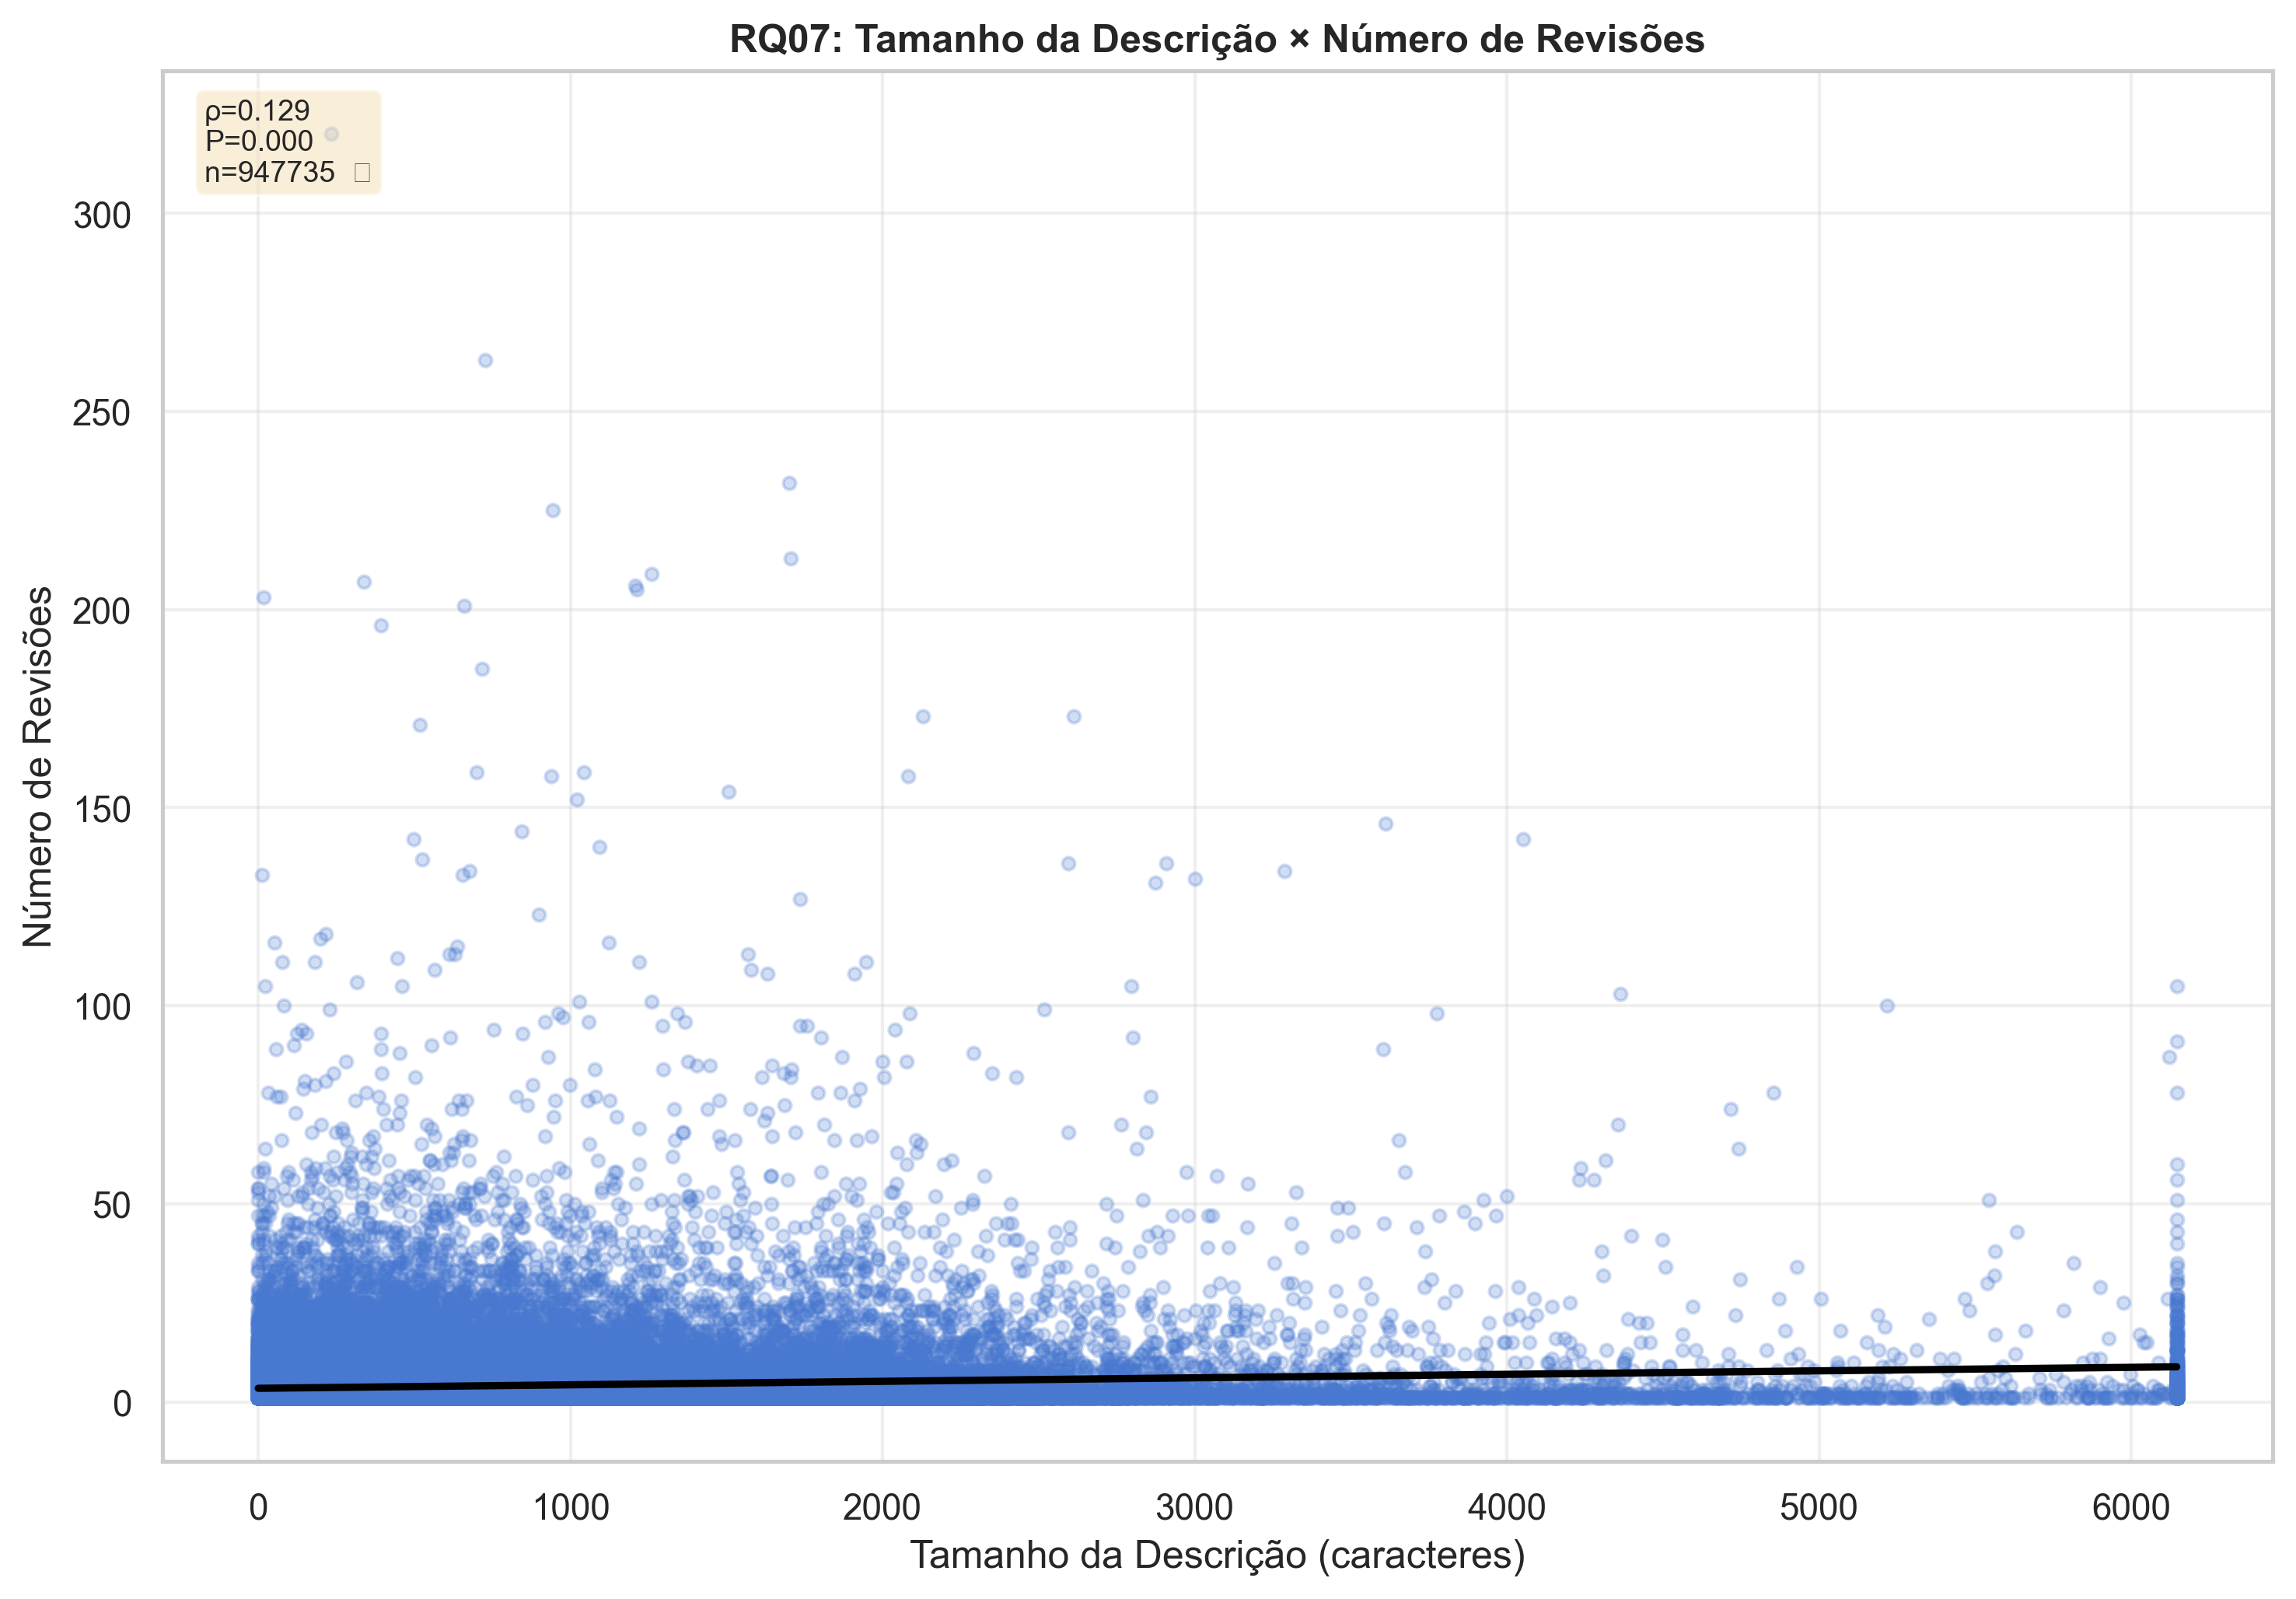 RQ07: Tamanho da Descrição × Número de Revisões
ρ=0.129
P=0.000
n=947735
Número de Revisões
300
250
200
150
100
50
0
0 1000 2000 3000 4000 5000 6000
Tamanho da Descrição (caracteres)